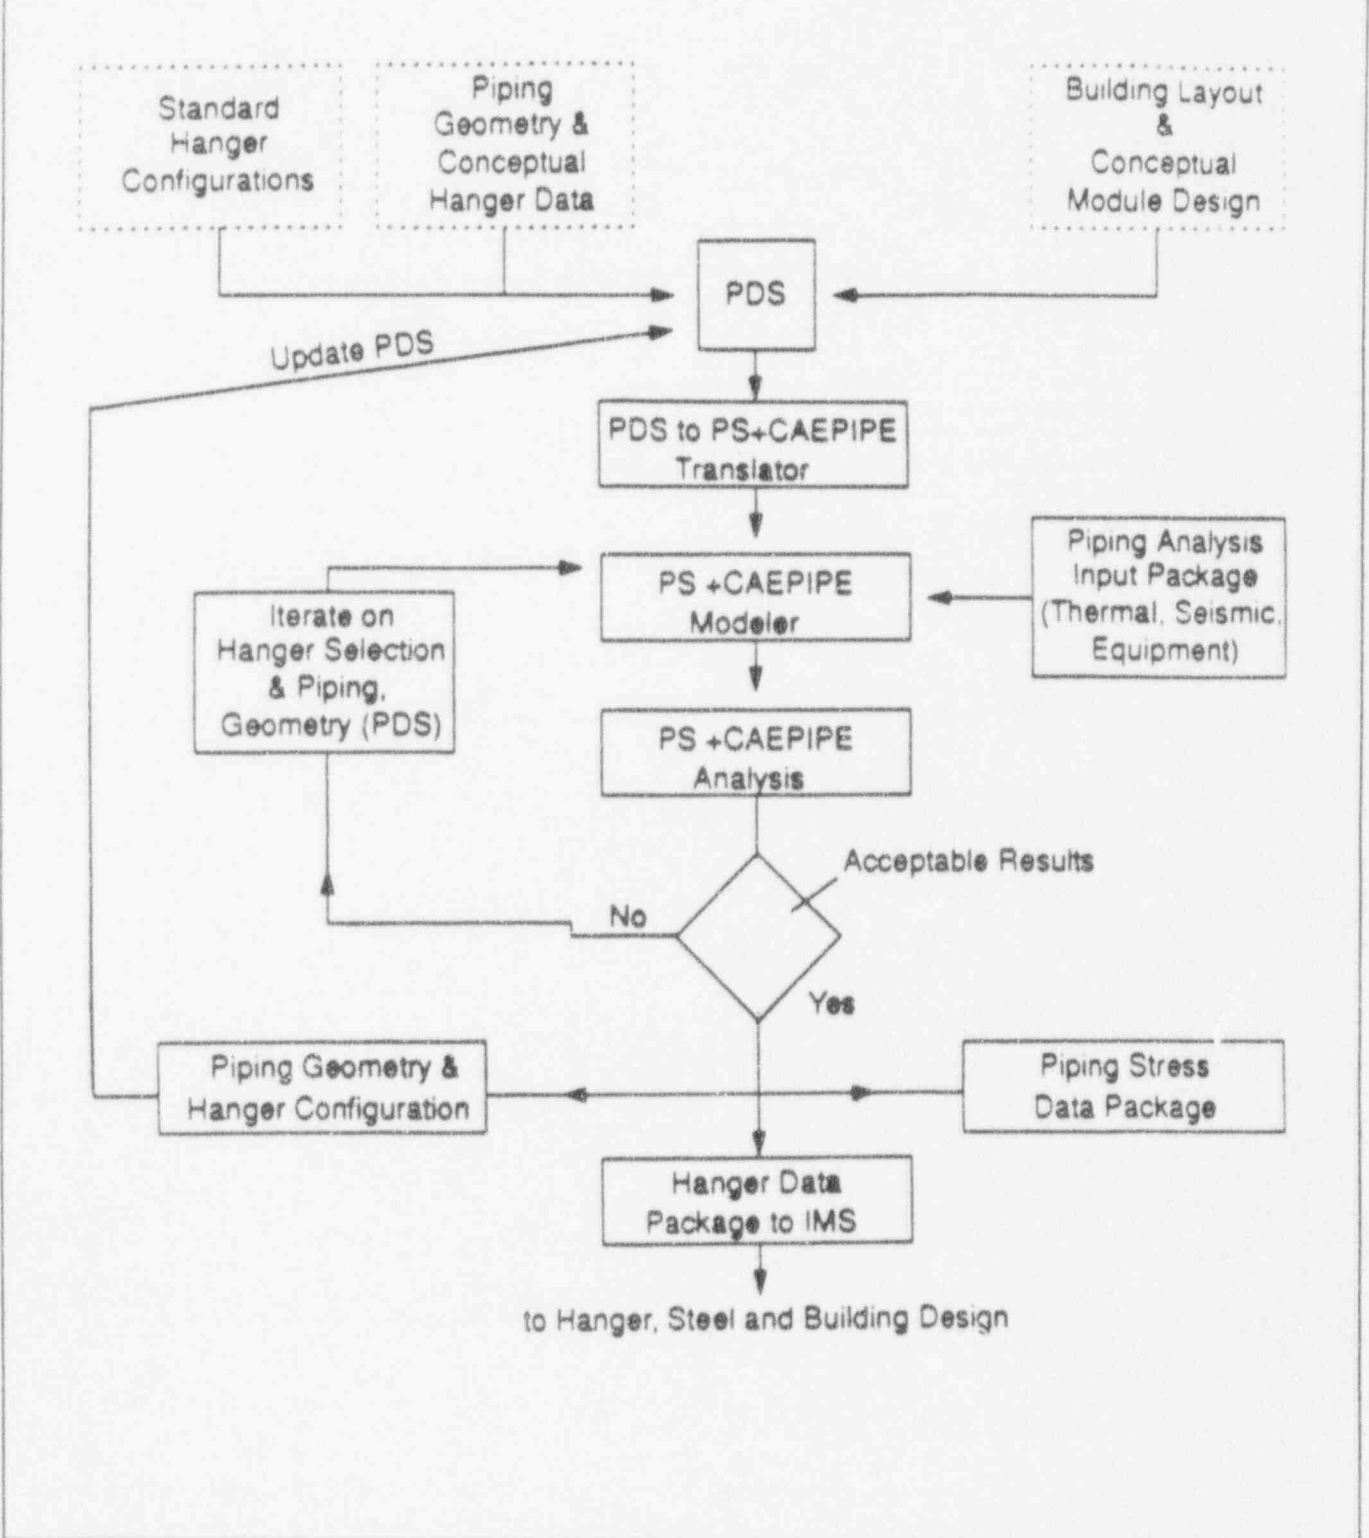 Standard
Hanger
Configurations
Piping
Geometry &
Conceptual
Hanger Data
Building Layout
&
Conceptual
Module Design
PDS
Update PDS
PDS to PS+CAEPIPE
Translator
Piping Analysis
Input Package
(Thermal, Seismic,
Equipment)
PS +CAEPIPE
Modeler
Iterate on
Hanger Selection
& Piping,
Geometry (PDS)
PS +CAEPIPE
Analysis
Acceptable Results
No
Yes
Piping Geometry &
Hanger Configuration
Piping Stress
Data Package
Hanger Data
Package to IMS
to Hanger, Steel and Building Design